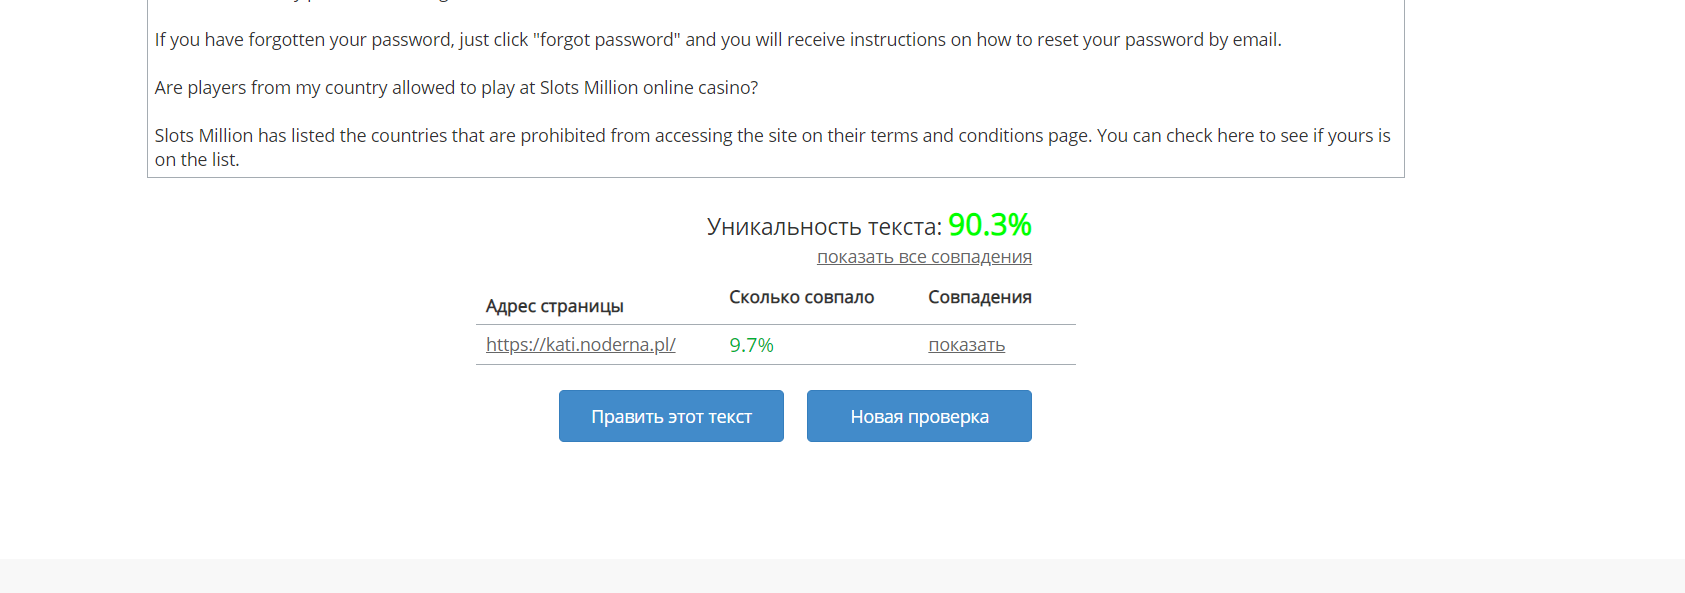 If you have forgotten your password, just click "forgot password" and you will receive instructions on how to reset your password by email.
Are players from my country allowed to play at Slots Million online casino?
Slots Million has listed the countries that are prohibited from accessing the site on their terms and conditions page. You can check here to see if yours is
on the list.
Уникальность текста: 90.3%
показать все совпадения
Адрес страницы Сколько совпало Совпадения
https://kati.noderna.pl/ 9.7% показать
Править этот текст Новая проверка